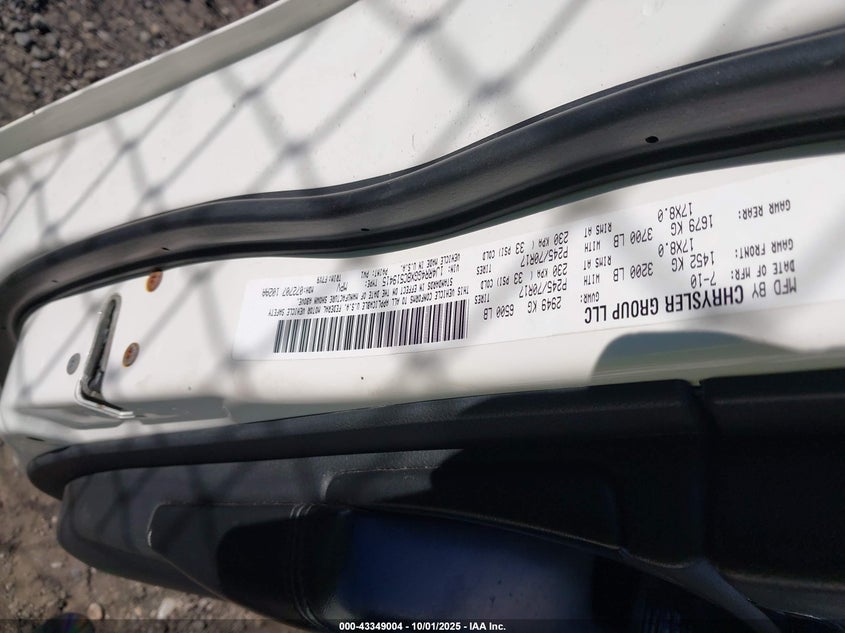 MFD BY CHRYSLER GROUP LLC
DATE OF MFR: 7-10
2949 KG 6500 LB
GAWR FRONT: 1452 KG 3200 LB
TIRES P245/70R17
17X8.0 RIMS AT WITH 230 KPA ( 33 PSI) COLD
GAWR REAR: 1679 KG 3700 LB
TIRES P245/70R17
17X8.0 RIMS AT WITH 230 KPA ( 33 PSI) COLD
THIS VEHICLE CONFORMS TO ALL APPLICABLE U.S.A. FEDERAL MOTOR VEHICLE SAFETY
STANDARDS IN EFFECT ON THE DATE OF MANUFACTURE SHOWN ABOVE
TYPE: MPV
VEHICLE MADE IN U.S.A.
000-43349004 | 10/01/2025 - IAA Inc.